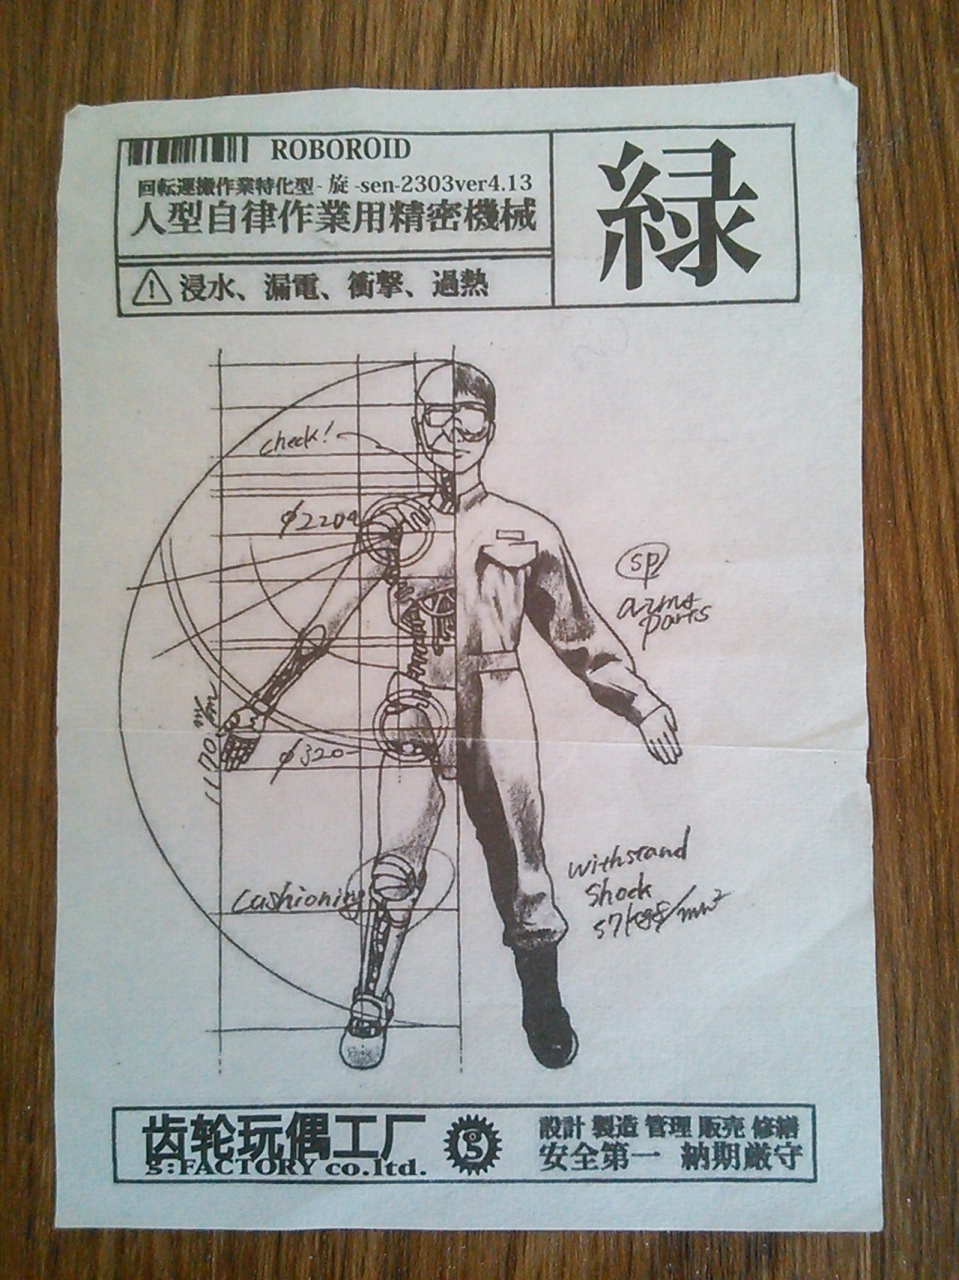 ROBOROID
回転運搬作業特化型-旋-sen-2303ver4.13
人型自律作業用精密機械
緑
浸水、漏電、衝撃、過熱
check!
φ220
sp
arms
parts
φ320
Cushioning
withstand
shock
57kgf/mm²
齿轮玩偶工厂
g:FACTORY co.ltd.
g
設計 製造 管理 販売 修繕
安全第一 納期厳守